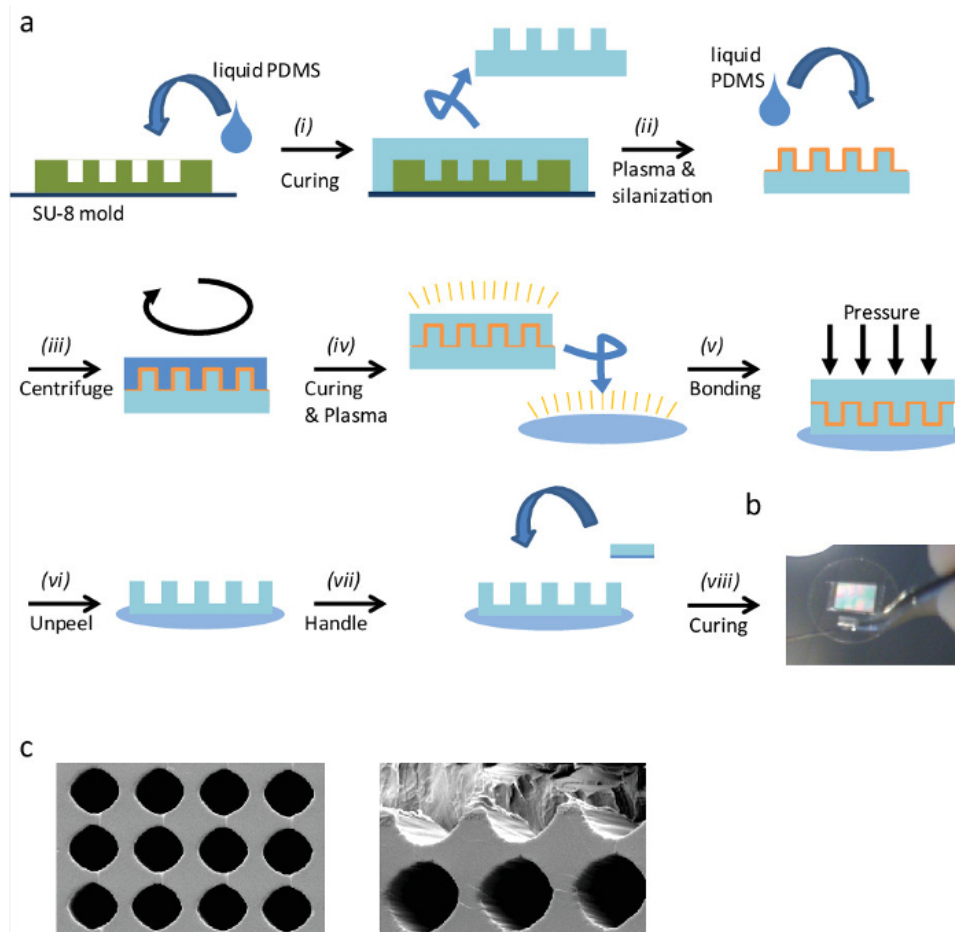 a
liquid PDMS
(i)
Curing
SU-8 mold
(ii)
Plasma &
silanization
liquid
PDMS
(iii)
Centrifuge
(iv)
Curing
& Plasma
(v)
Bonding
Pressure
(vi)
Unpeel
(vii)
Handle
(viii)
Curing
b
c